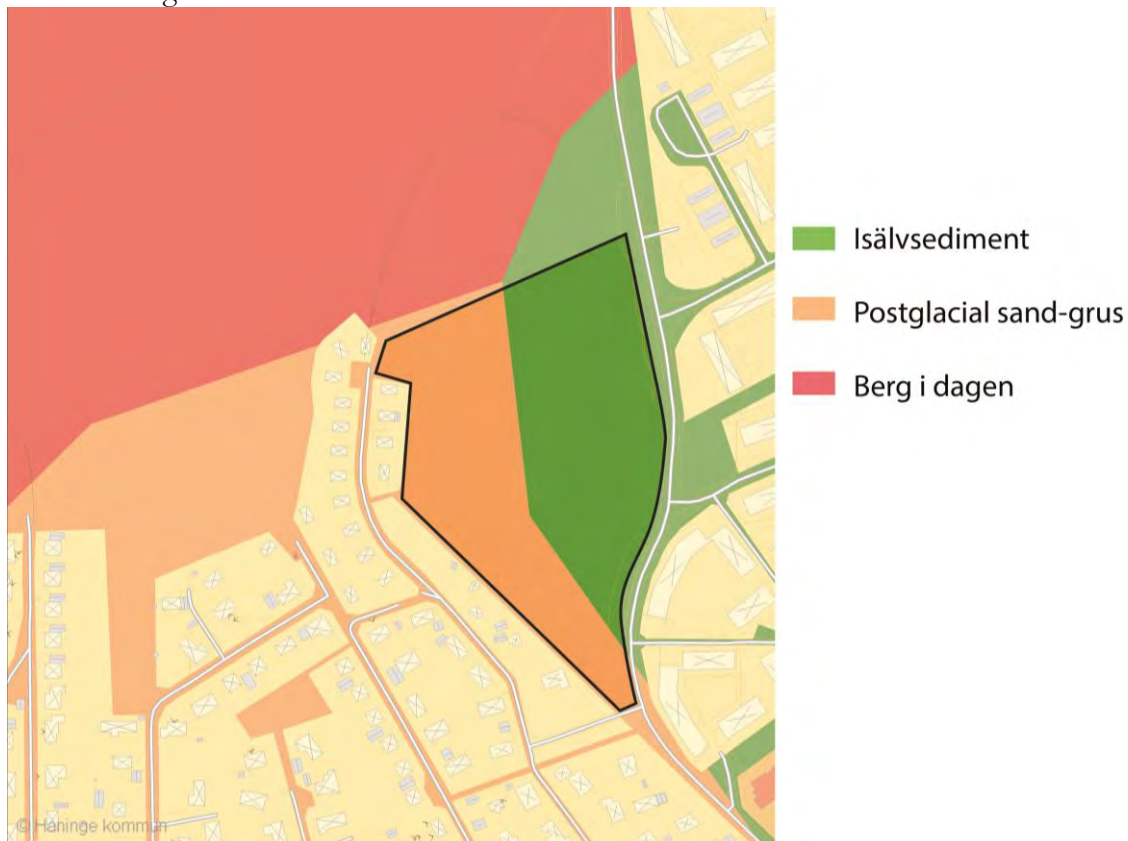 Isälvsediment
Postglacial sand-grus
Berg i dagen
© Haninge kommun